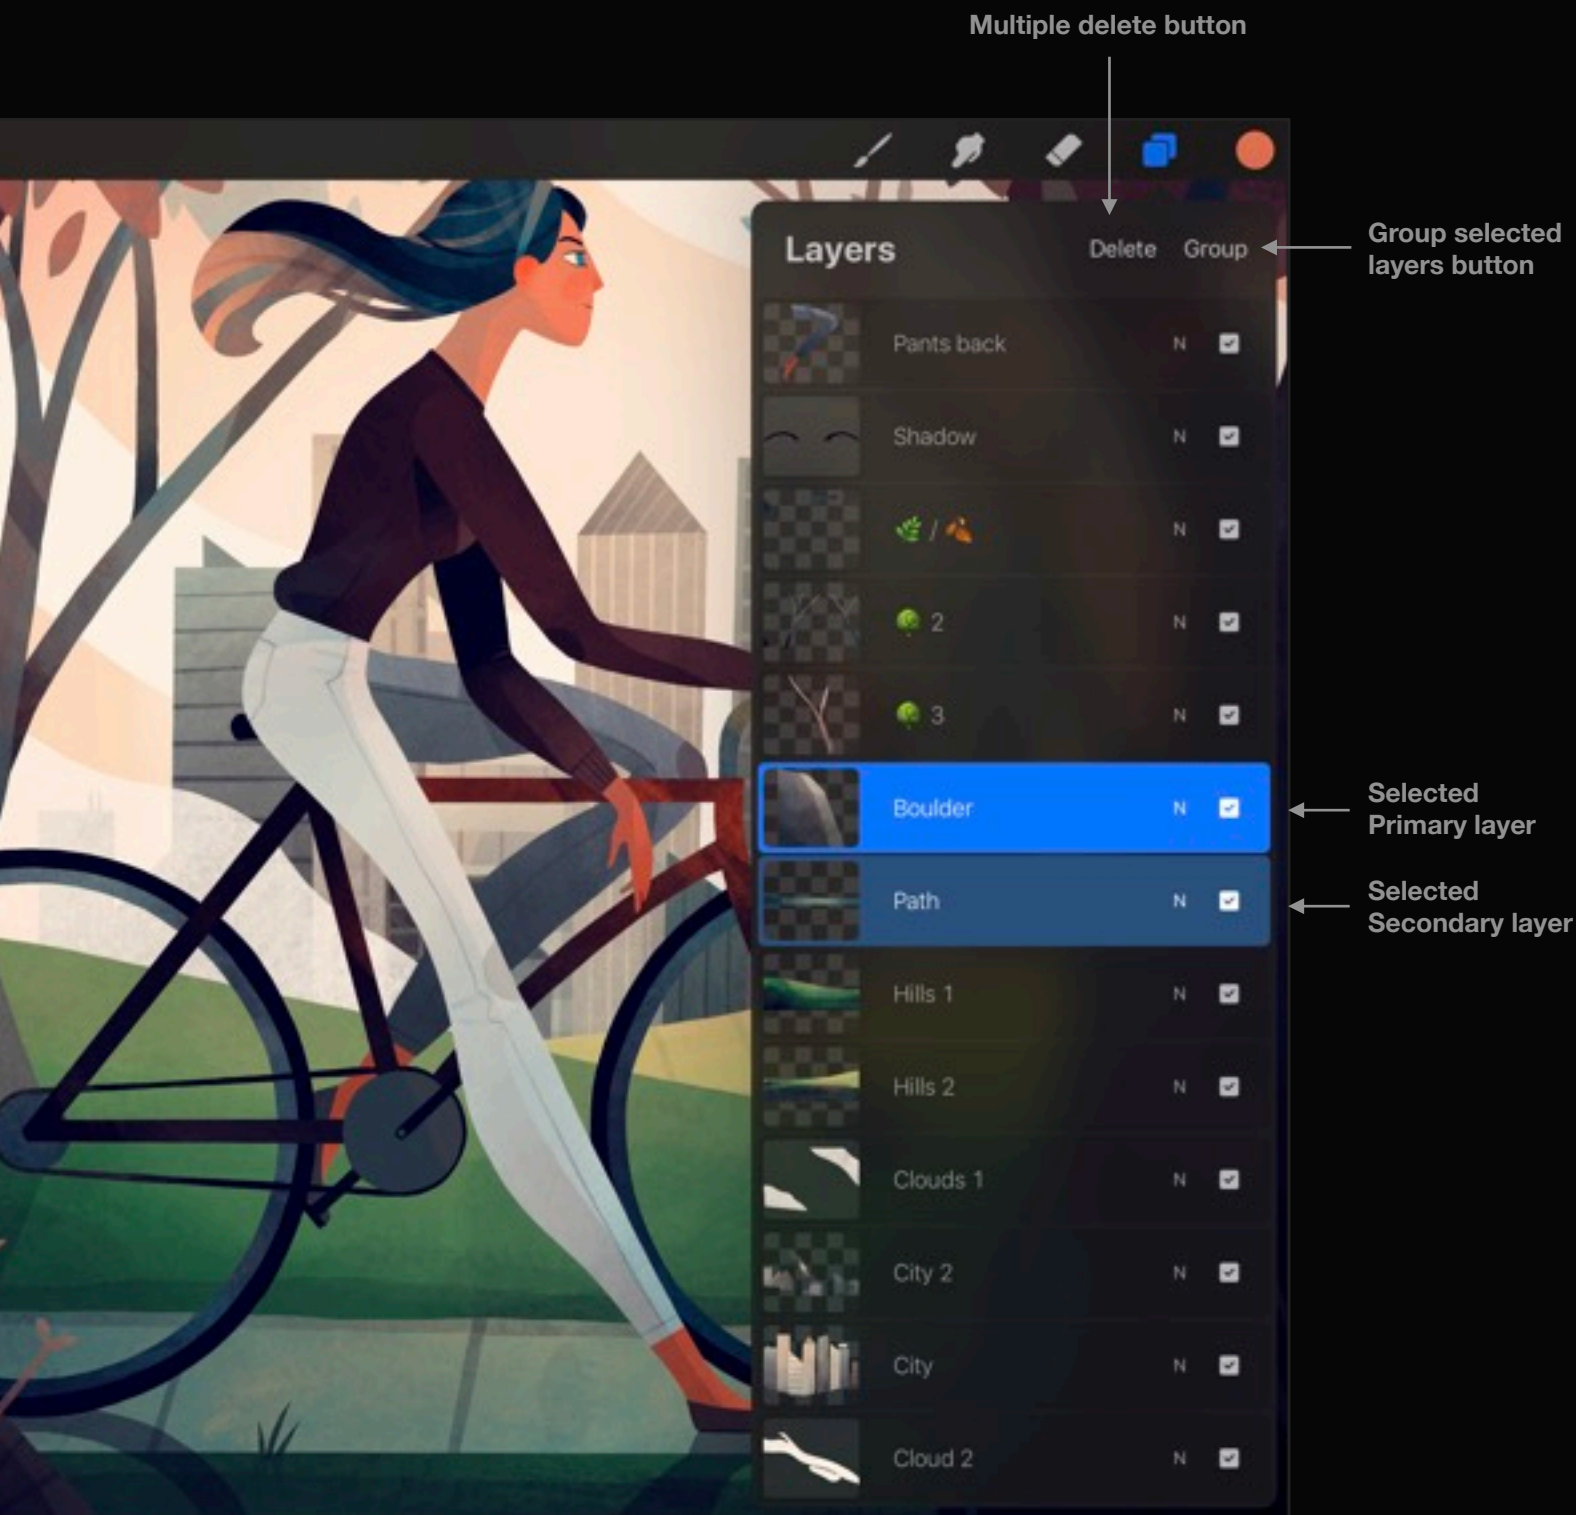 Multiple delete button
Layers Delete Group
Group selected
layers button
Pants back N
Shadow N
🌿 / 🍂 N
🌳 2 N
🌳 3 N
Boulder N
Selected
Primary layer
Path N
Selected
Secondary layer
Hills 1 N
Hills 2 N
Clouds 1 N
City 2 N
City N
Cloud 2 N